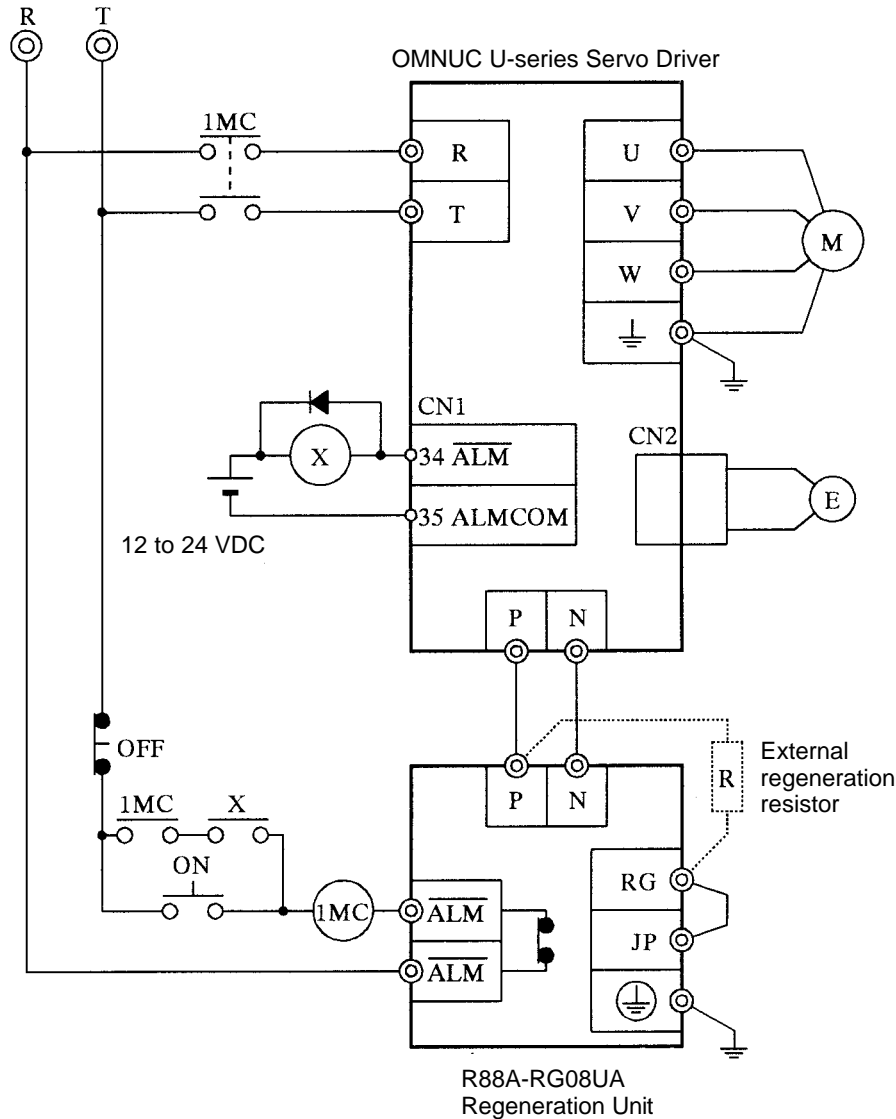 R T
OMNUC U-series Servo Driver
1MC
R U
T V
M
W
CN1
CN2
X
34 ALM
E
35 ALMCOM
12 to 24 VDC
P N
OFF
External
regeneration
resistor
R
P N
1MC X
ON
RG
1MC
ALM
JP
ALM
R88A-RG08UA
Regeneration Unit